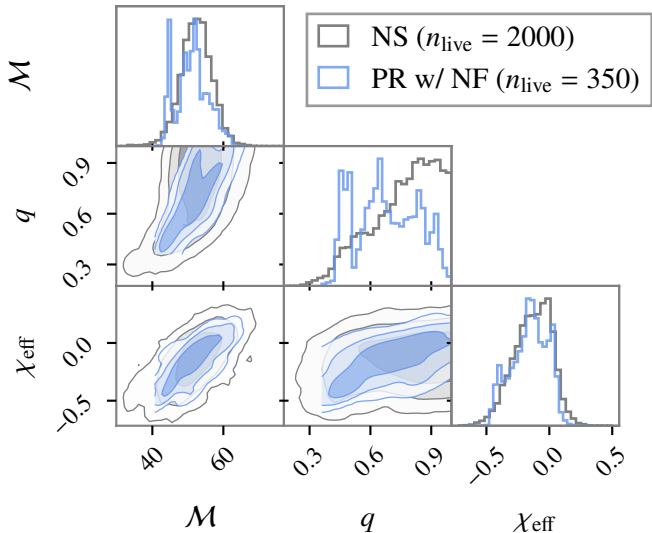 NS (n_live = 2000)
PR w/ NF (n_live = 350)
ℳ
0.9
0.6
0.3
q
0.0
−0.5
χ_eff
40
60
0.3
0.6
0.9
−0.5
0.0
0.5
ℳ
q
χ_eff